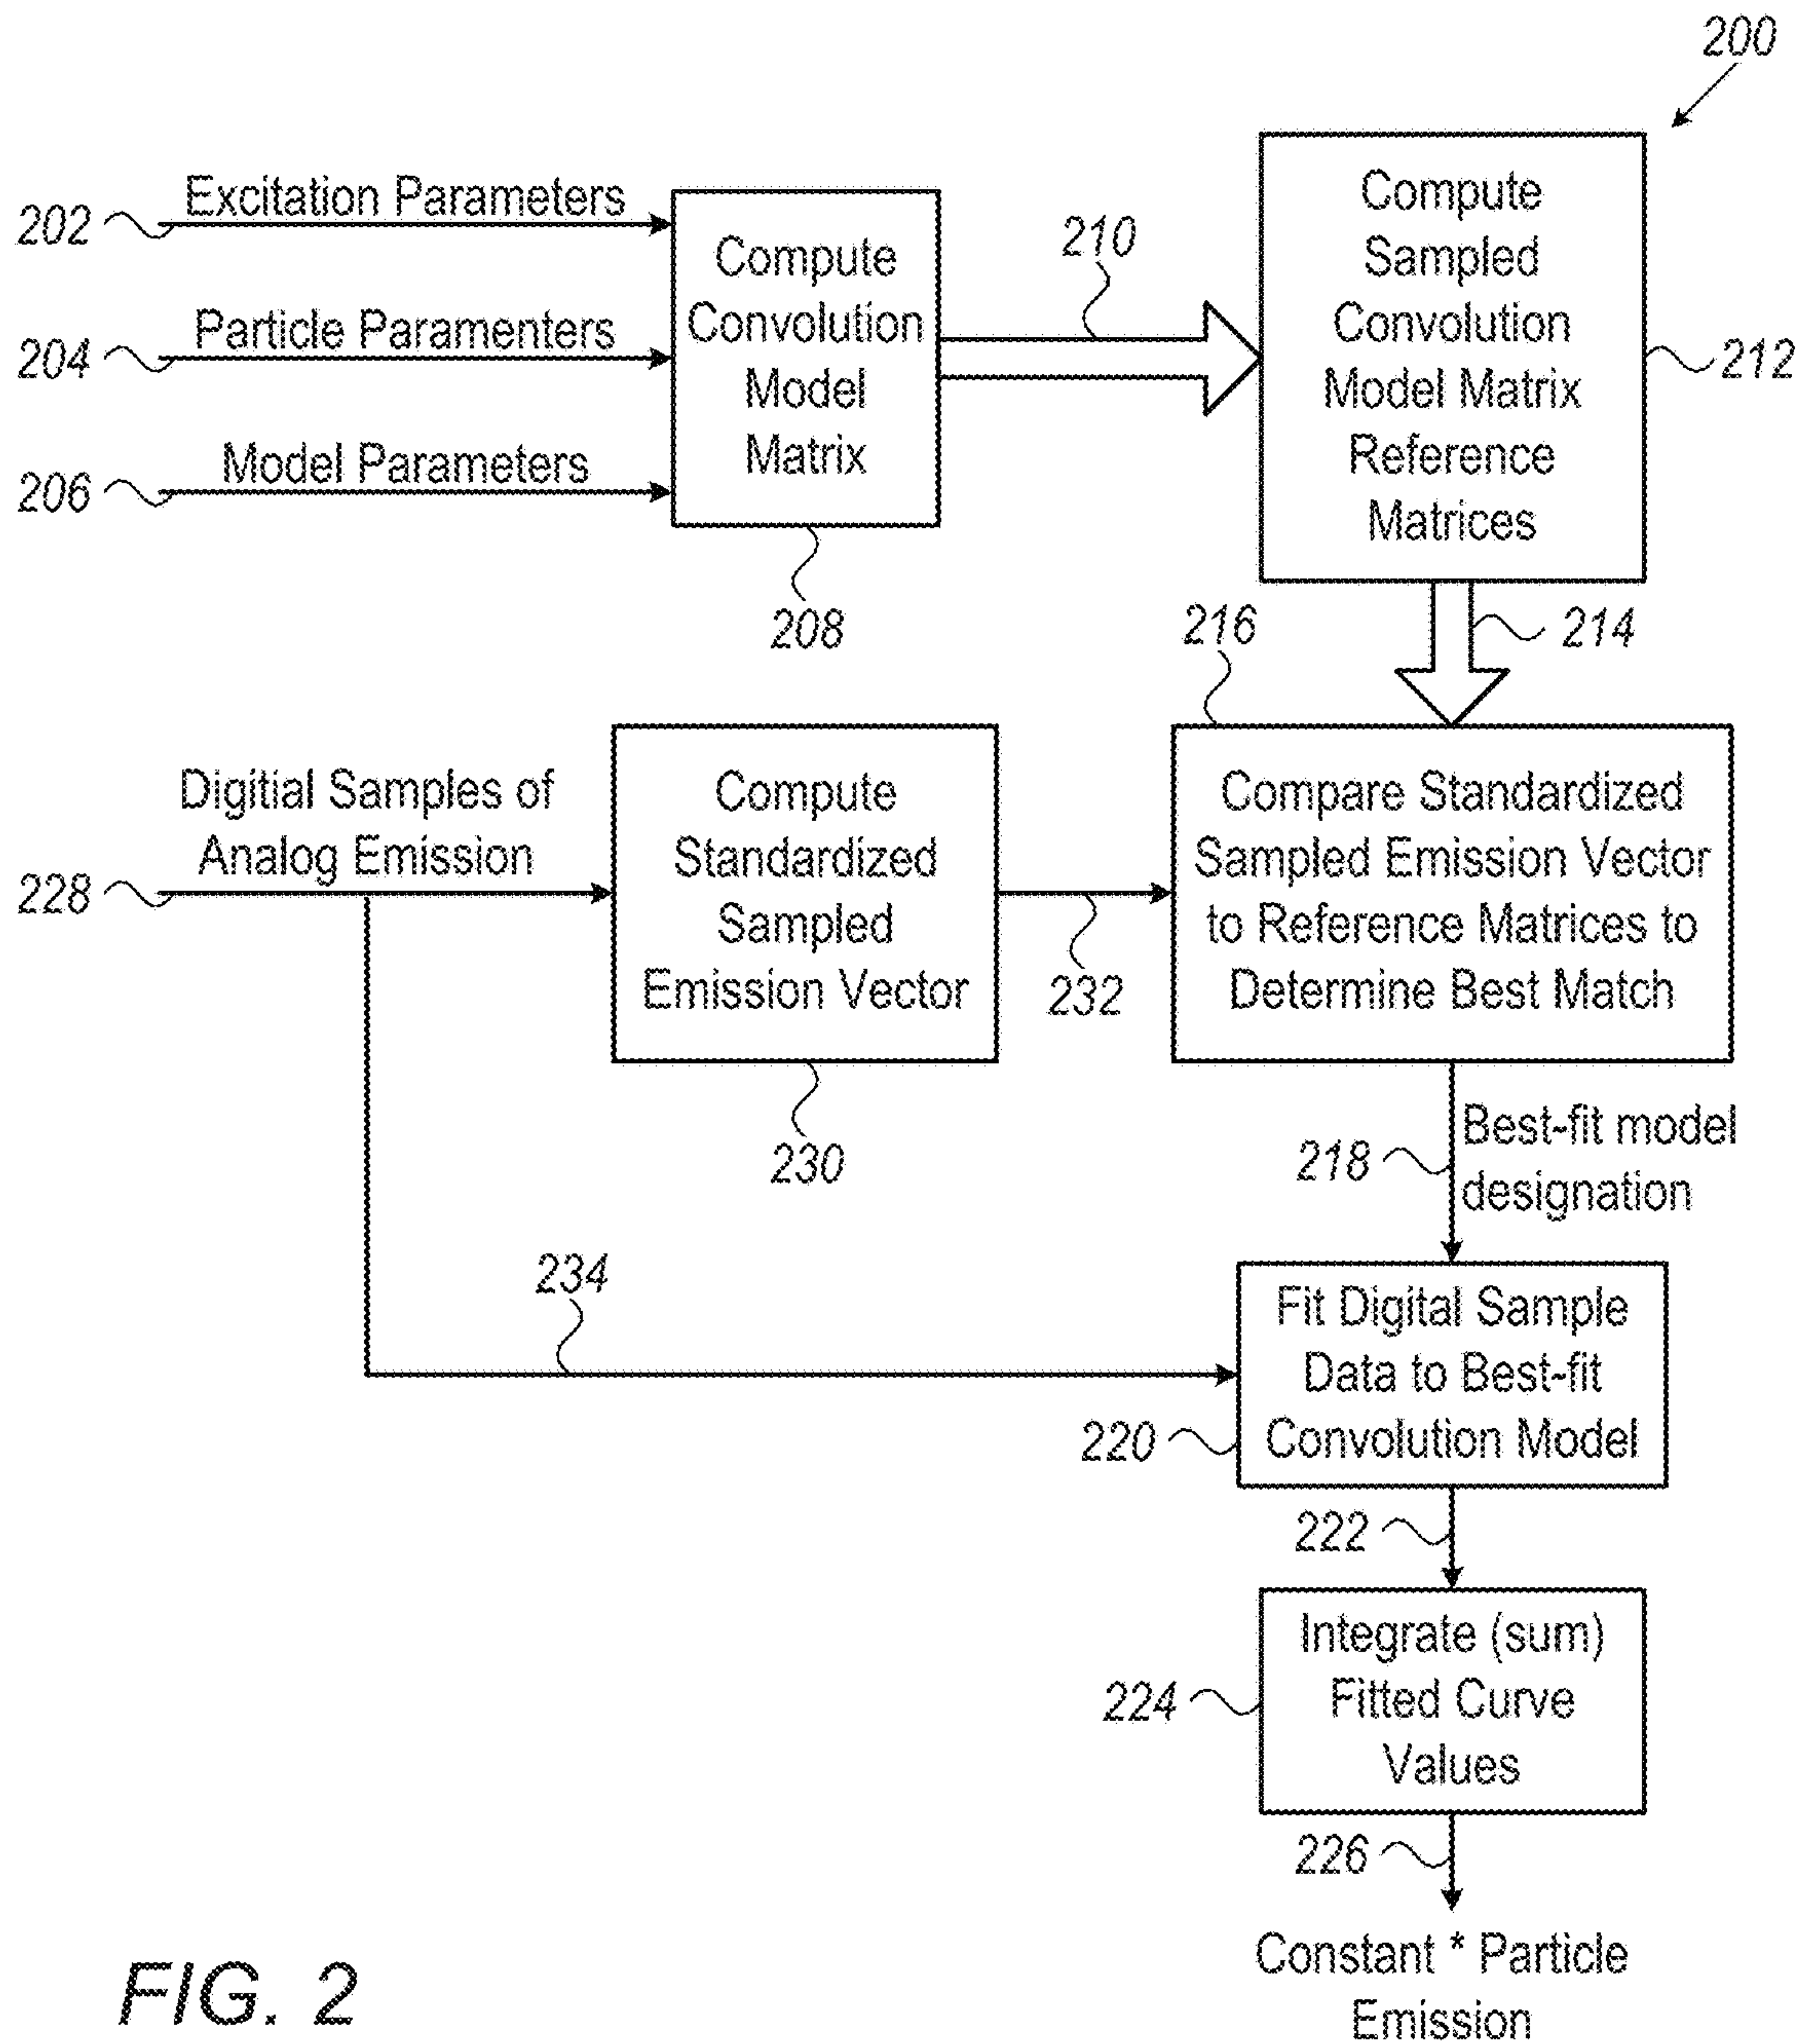 200
Excitation Parameters
202
Particle Paramenters
204
Model Parameters
206
Compute
Convolution
Model
Matrix
208
210
Compute
Sampled
Convolution
Model Matrix
Reference
Matrices
212
214
216
Digitial Samples of
Analog Emission
228
Compute
Standardized
Sampled
Emission Vector
230
232
Compare Standardized
Sampled Emission Vector
to Reference Matrices to
Determine Best Match
218
Best-fit model
designation
234
Fit Digital Sample
Data to Best-fit
Convolution Model
220
222
Integrate (sum)
Fitted Curve
Values
224
226
Constant * Particle
Emission
FIG. 2